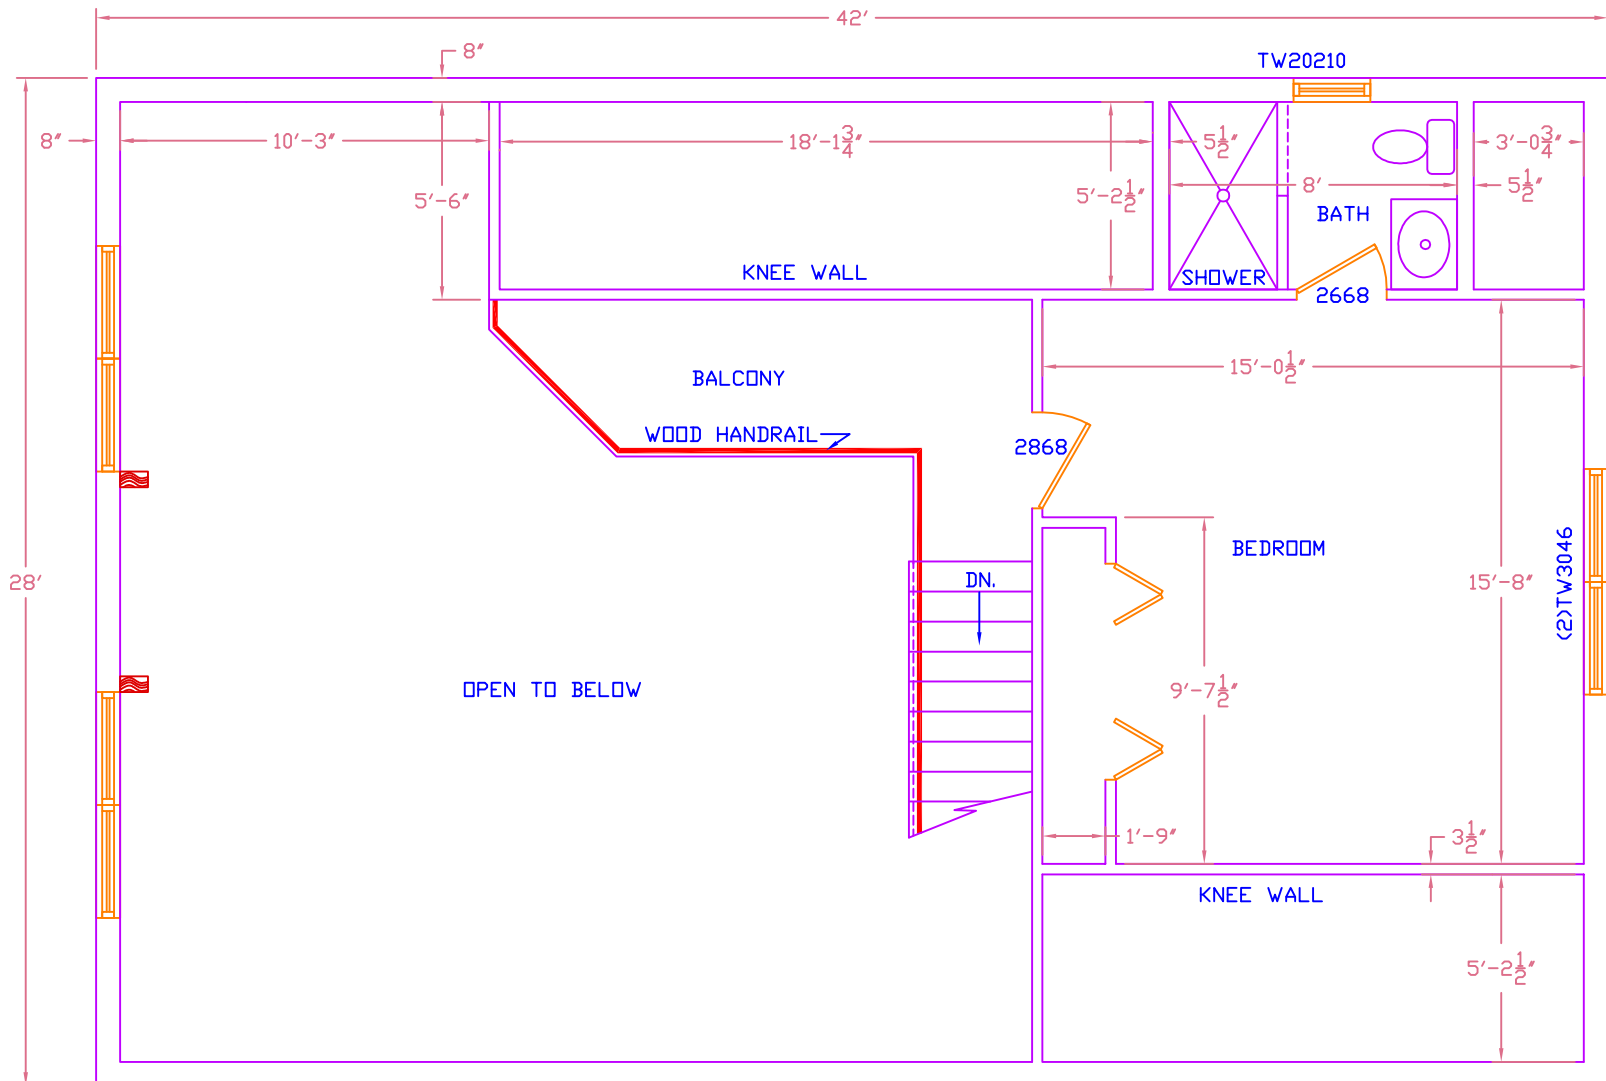 42'
8"
TW20210
8"
10'-3"
18'-1 3/4"
5 1/2"
3'-0 3/4"
5'-6"
5'-2 1/2"
8'
5 1/2"
BATH
KNEE WALL
SHOWER
2668
15'-0 1/2"
BALCONY
WOOD HANDRAIL
2868
BEDROOM
(2)TW3046
28'
DN.
15'-8"
OPEN TO BELOW
9'-7 1/2"
1'-9"
3 1/2"
KNEE WALL
5'-2 1/2"